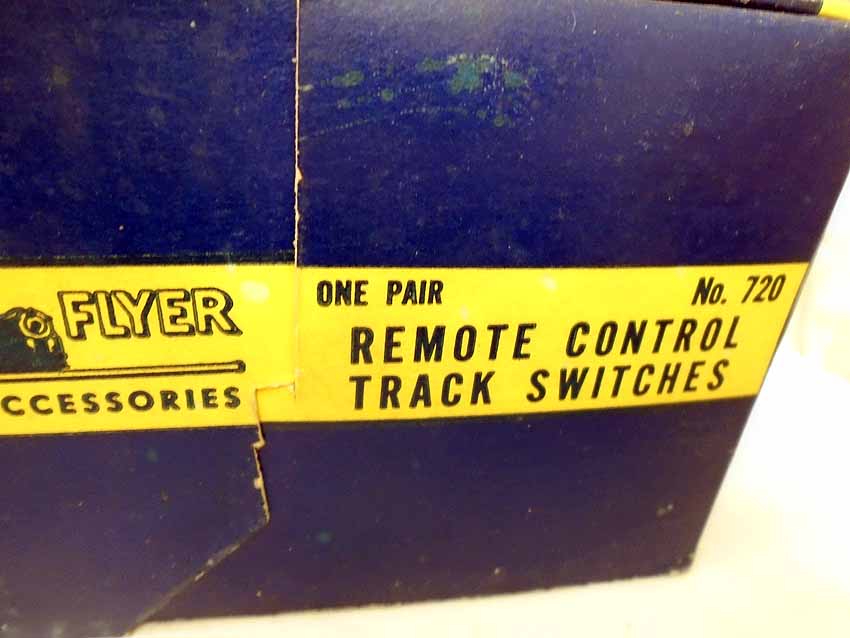 FLYER
CCESSORIES
ONE PAIR No. 720
REMOTE CONTROL
TRACK SWITCHES